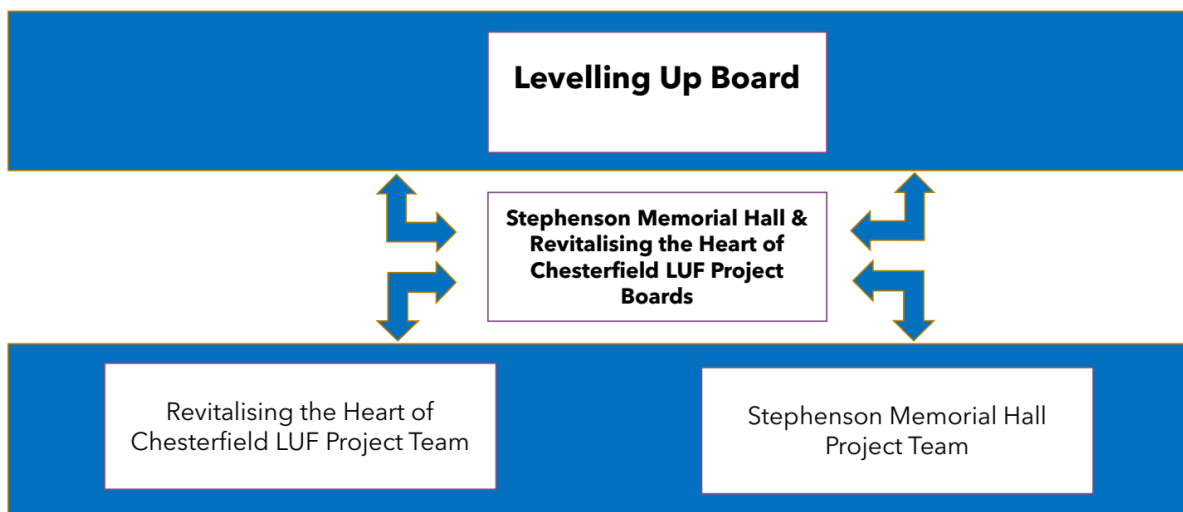 Levelling Up Board
Stephenson Memorial Hall &
Revitalising the Heart of
Chesterfield LUF Project
Boards
Revitalising the Heart of
Chesterfield LUF Project Team
Stephenson Memorial Hall
Project Team